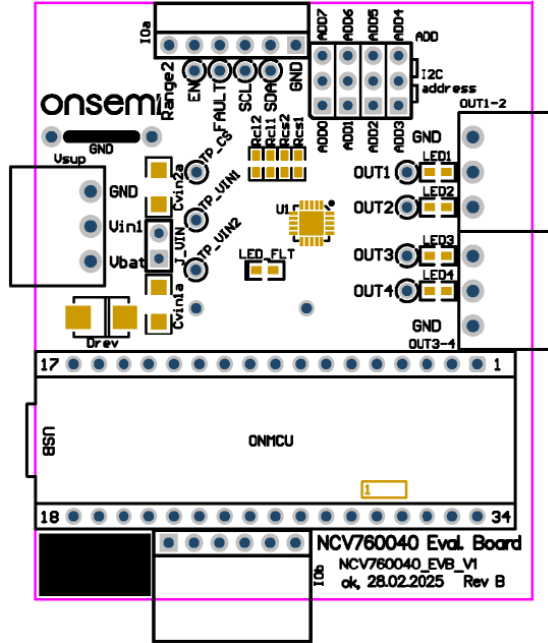 IOa
Range2
EN
FAULT
SCL
SDA
GND
ADD7
ADD6
ADD5
ADD4
ADD
I2C
address
ADD0
ADD1
ADD2
ADD3
onsemi
GND
Vsup
GND
Vin1
Vbat
Cvin2a
J_VIN
Cvin1a
Drev
TP_CS
TP_VIN1
TP_VIN2
Rcl2
Rcl1
Rcs2
Rcs1
U1
LED_FLT
OUT1-2
GND
OUT1
LED1
OUT2
LED2
OUT3
LED3
OUT4
LED4
GND
OUT3-4
17
1
USB
ONMCU
1
18
34
IOb
NCV760040 Eval. Board
NCV760040_EVB_V1
ok, 28.02.2025 Rev B